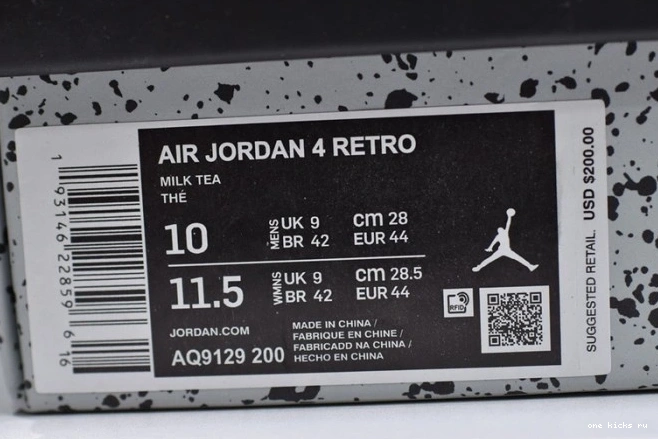 AIR JORDAN 4 RETRO
MILK TEA
THÉ
10
MENS
UK 9
BR 42
cm 28
EUR 44
11.5
WMNS
UK 9
BR 42
cm 28.5
EUR 44
JORDAN.COM
AQ9129 200
MADE IN CHINA /
FABRIQUE EN CHINE /
FABRICADD NA CHINA /
HECHO EN CHINA
RFID
1 93146 22859 6 16
SUGGESTED RETAIL. USD $200.00
one kicks ru